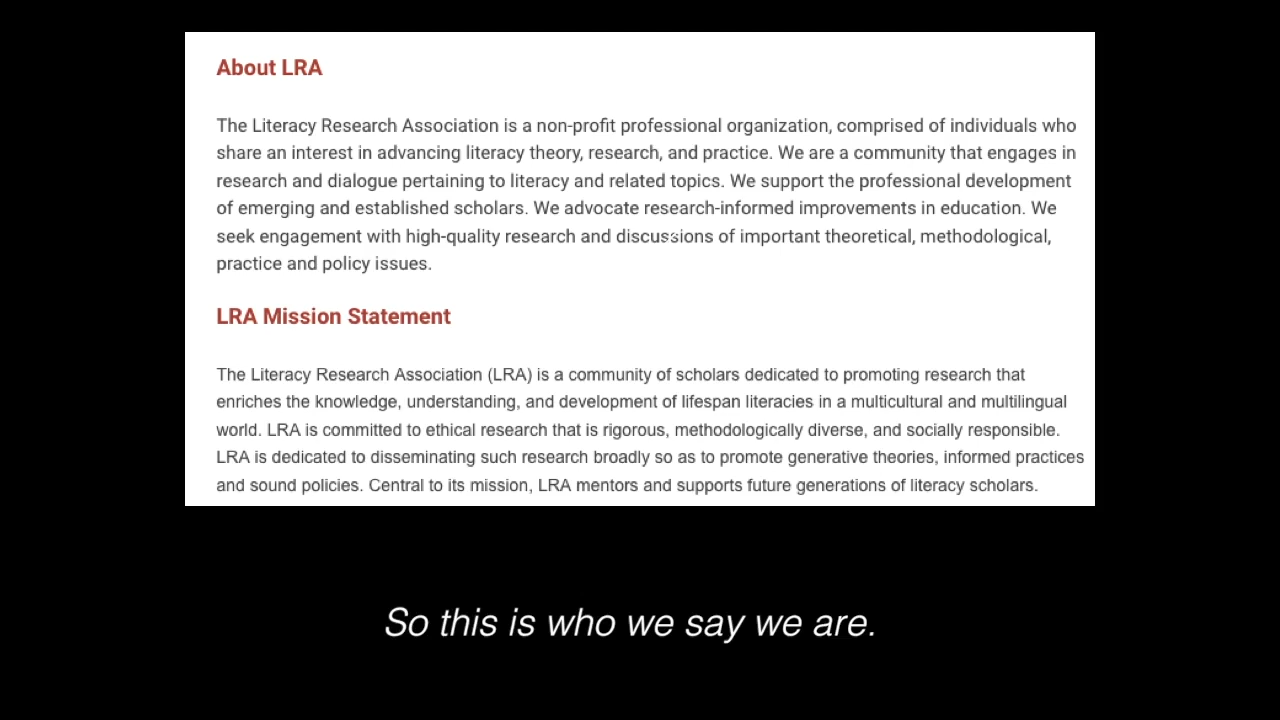 About LRA
The Literacy Research Association is a non-profit professional organization, comprised of individuals who
share an interest in advancing literacy theory, research, and practice. We are a community that engages in
research and dialogue pertaining to literacy and related topics. We support the professional development
of emerging and established scholars. We advocate research-informed improvements in education. We
seek engagement with high-quality research and discussions of important theoretical, methodological,
practice and policy issues.
LRA Mission Statement
The Literacy Research Association (LRA) is a community of scholars dedicated to promoting research that
enriches the knowledge, understanding, and development of lifespan literacies in a multicultural and multilingual
world. LRA is committed to ethical research that is rigorous, methodologically diverse, and socially responsible.
LRA is dedicated to disseminating such research broadly so as to promote generative theories, informed practices
and sound policies. Central to its mission, LRA mentors and supports future generations of literacy scholars.
So this is who we say we are.